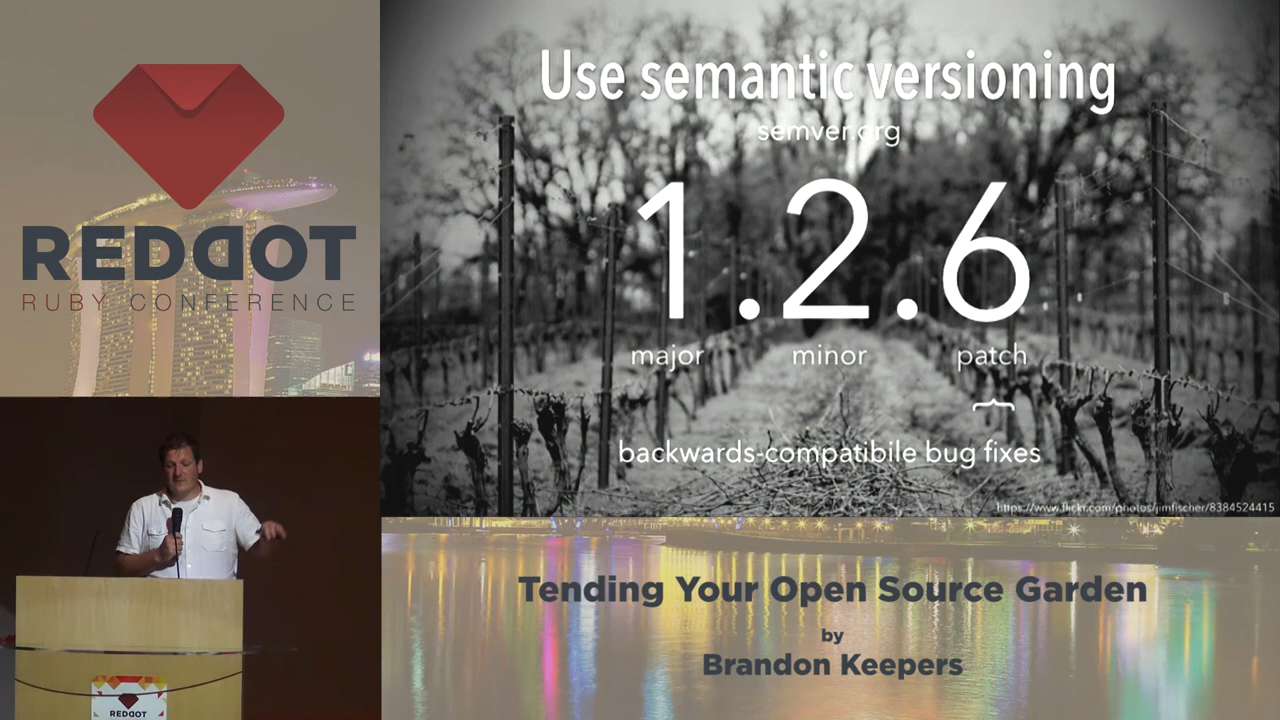 REDDOT
RUBY CONFERENCE
Use semantic versioning
semver.org
1.2.6
major minor patch
backwards-compatibile bug fixes
https://www.flickr.com/photos/jimfischer/8384524415
Tending Your Open Source Garden
by
Brandon Keepers
REDDOT